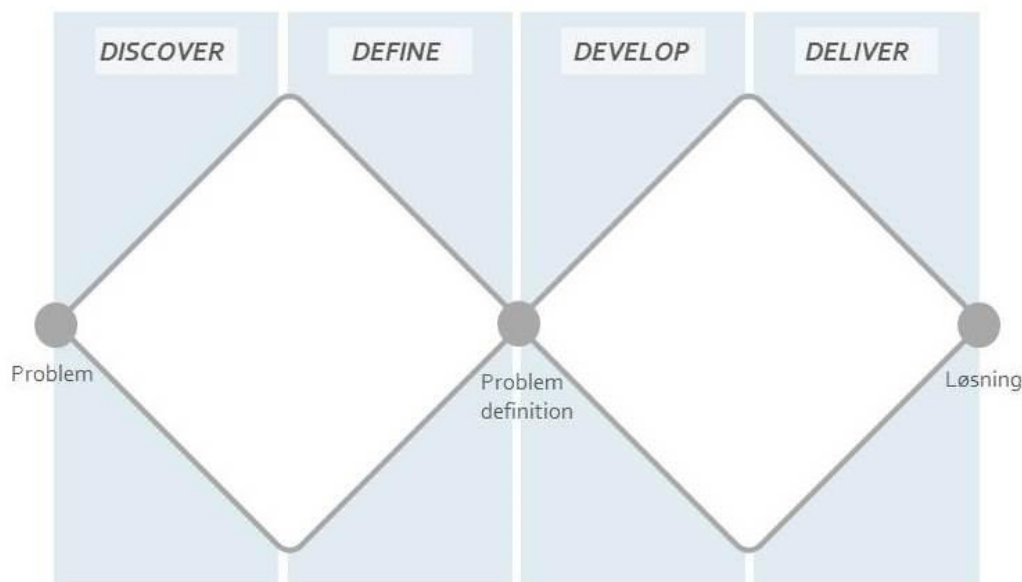 DISCOVER
DEFINE
DEVELOP
DELIVER
Problem
Problem
definition
Løsning